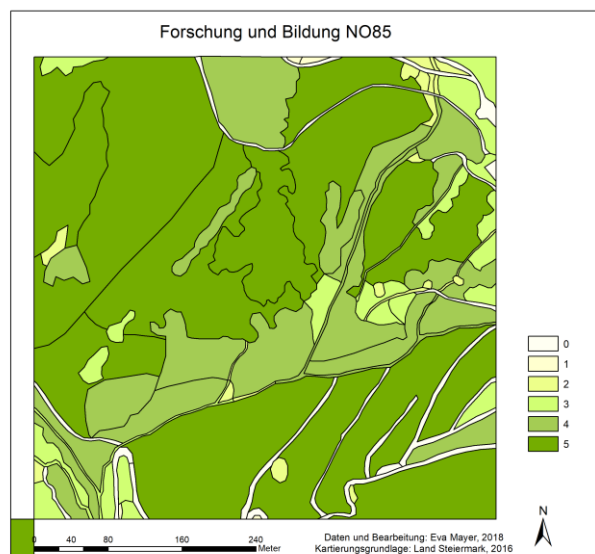 Forschung und Bildung NO85
0
1
2
3
4
5
N
0 40 80 160 240
Meter
Daten und Bearbeitung: Eva Mayer, 2018
Kartierungsgrundlage: Land Steiermark, 2016